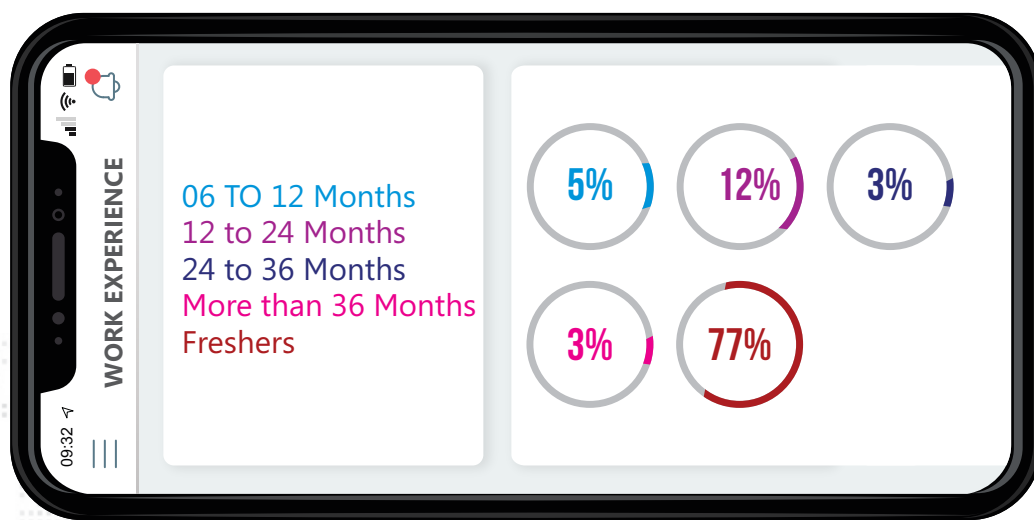 09:32
WORK EXPERIENCE
06 TO 12 Months
12 to 24 Months
24 to 36 Months
More than 36 Months
Freshers
5%
12%
3%
3%
77%